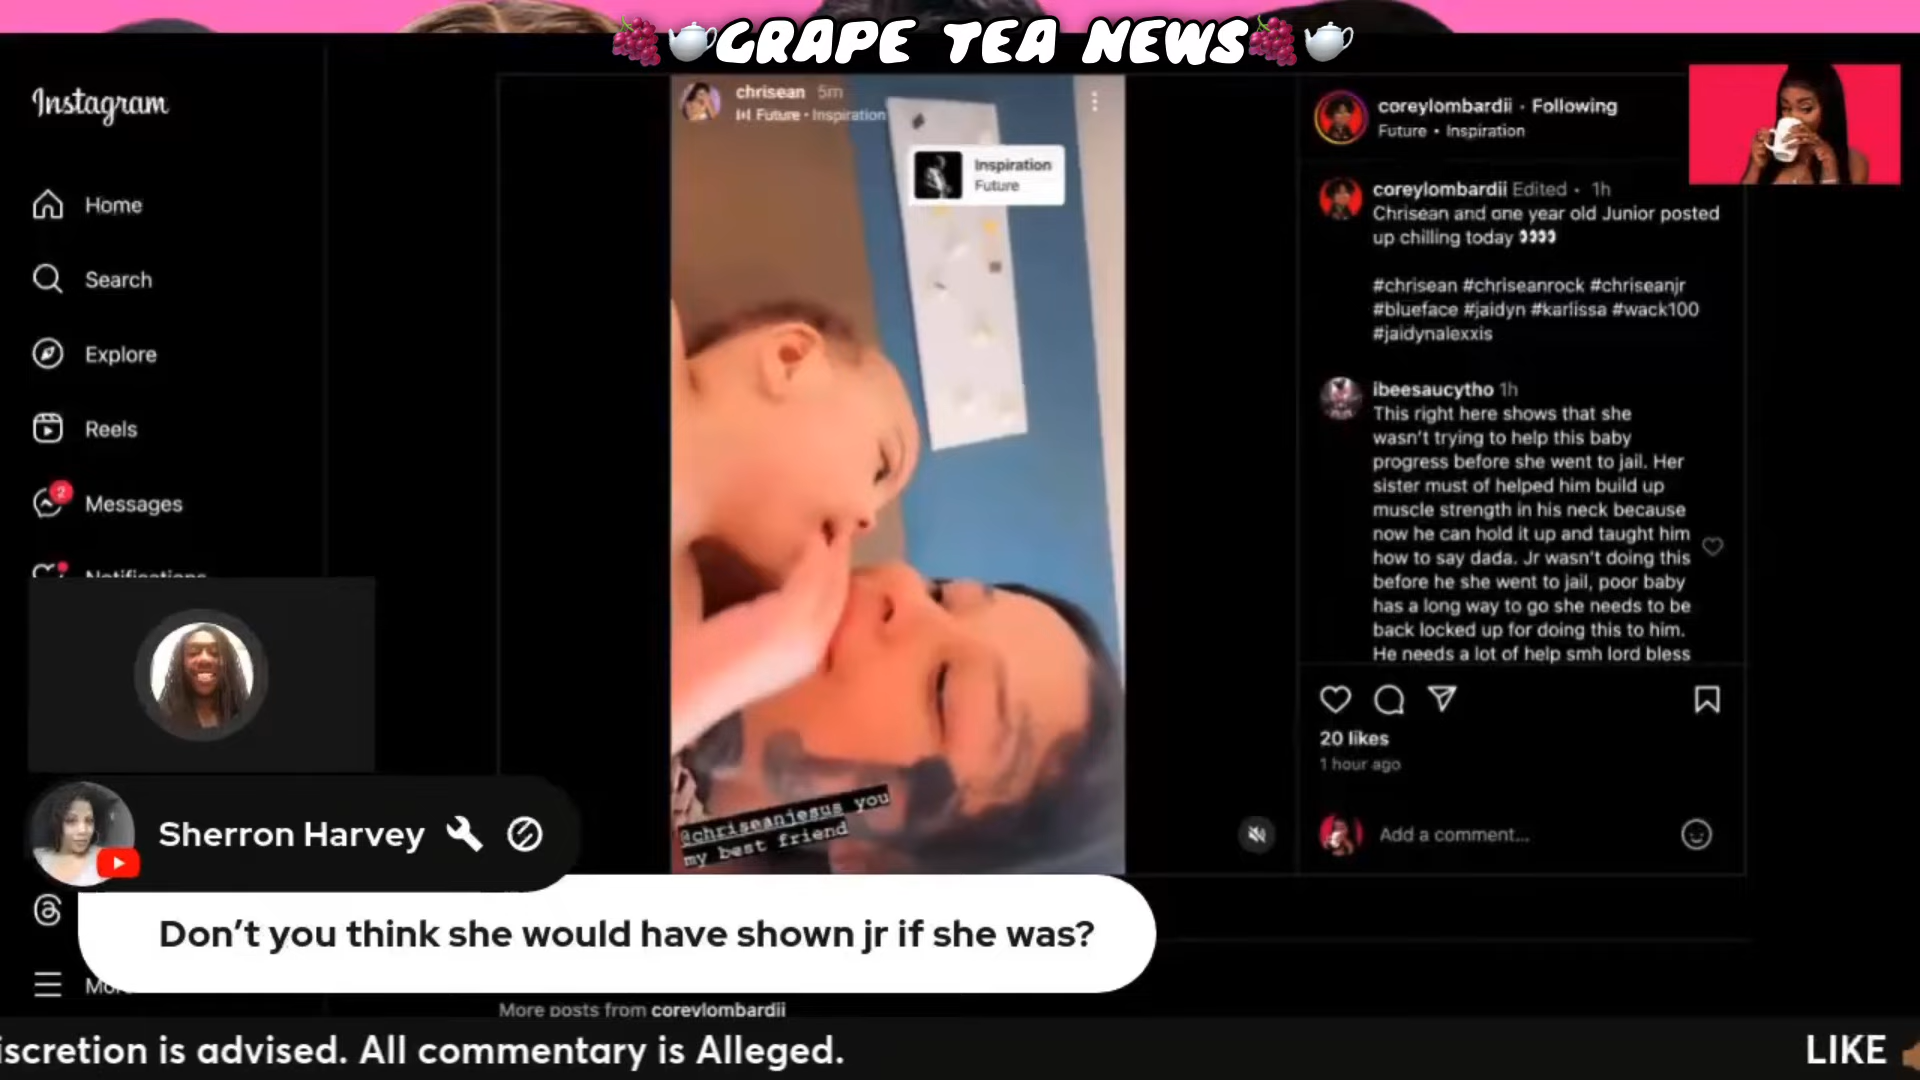 GRAPE TEA NEWS
Instagram
Home
Search
Explore
Reels
2
Messages
Notifications
chrisean 5m
Future • Inspiration
Inspiration
Future
@chriseanjesus you
my best friend
coreylombardii • Following
Future • Inspiration
coreylombardii Edited • 1h
Chrisean and one year old Junior posted
up chilling today
#chrisean #chriseanrock #chriseanjr
#blueface #jaidyn #karlissa #wack100
#jaidynalexxis
ibeesaucytho 1h
This right here shows that she
wasn't trying to help this baby
progress before she went to jail. Her
sister must of helped him build up
muscle strength in his neck because
now he can hold it up and taught him
how to say dada. Jr wasn't doing this
before he she went to jail, poor baby
has a long way to go she needs to be
back locked up for doing this to him.
He needs a lot of help smh lord bless
20 likes
1 hour ago
Add a comment...
Sherron Harvey
Don't you think she would have shown jr if she was?
More posts from coreylombardii
iscretion is advised. All commentary is Alleged.
LIKE